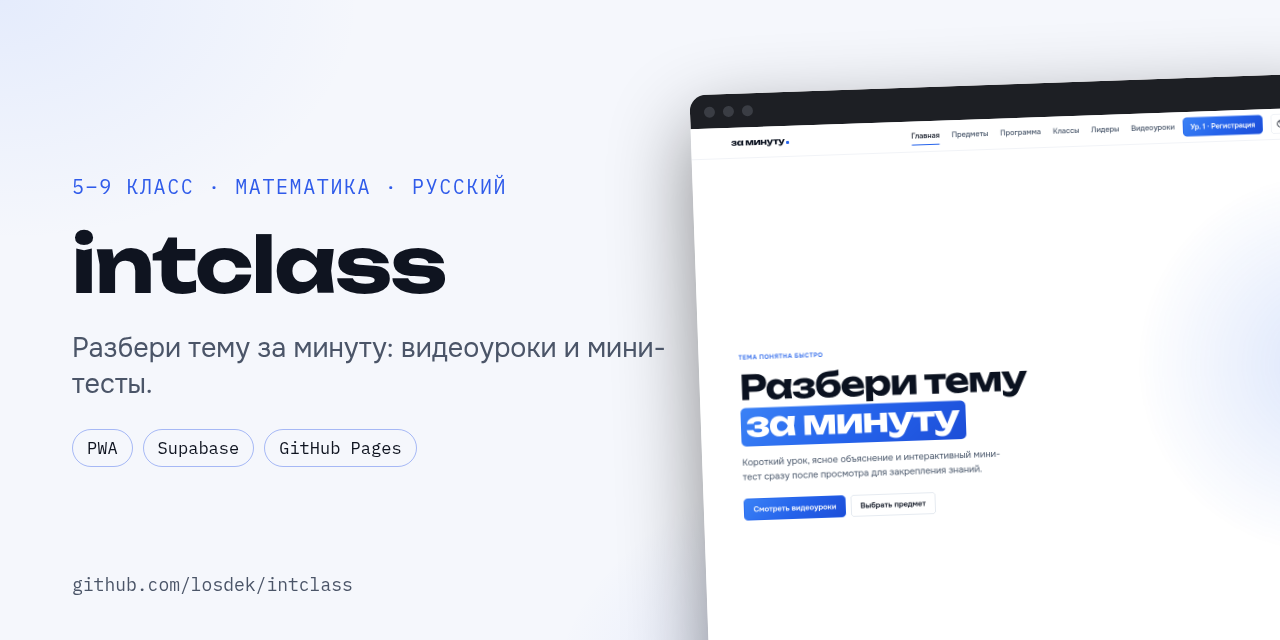 5–9 КЛАСС · МАТЕМАТИКА · РУССКИЙ
intclass
Разбери тему за минуту: видеоуроки и мини-
тесты.
PWA Supabase GitHub Pages
github.com/losdek/intclass
за минуту
Главная Предметы Программа Классы Лидеры Видеоуроки Ур. 1 · Регистрация
ТЕМА ПОНЯТНА БЫСТРО
Разбери тему
за минуту
Короткий урок, ясное объяснение и интерактивный мини-
тест сразу после просмотра для закрепления знаний.
Смотреть видеоуроки Выбрать предмет